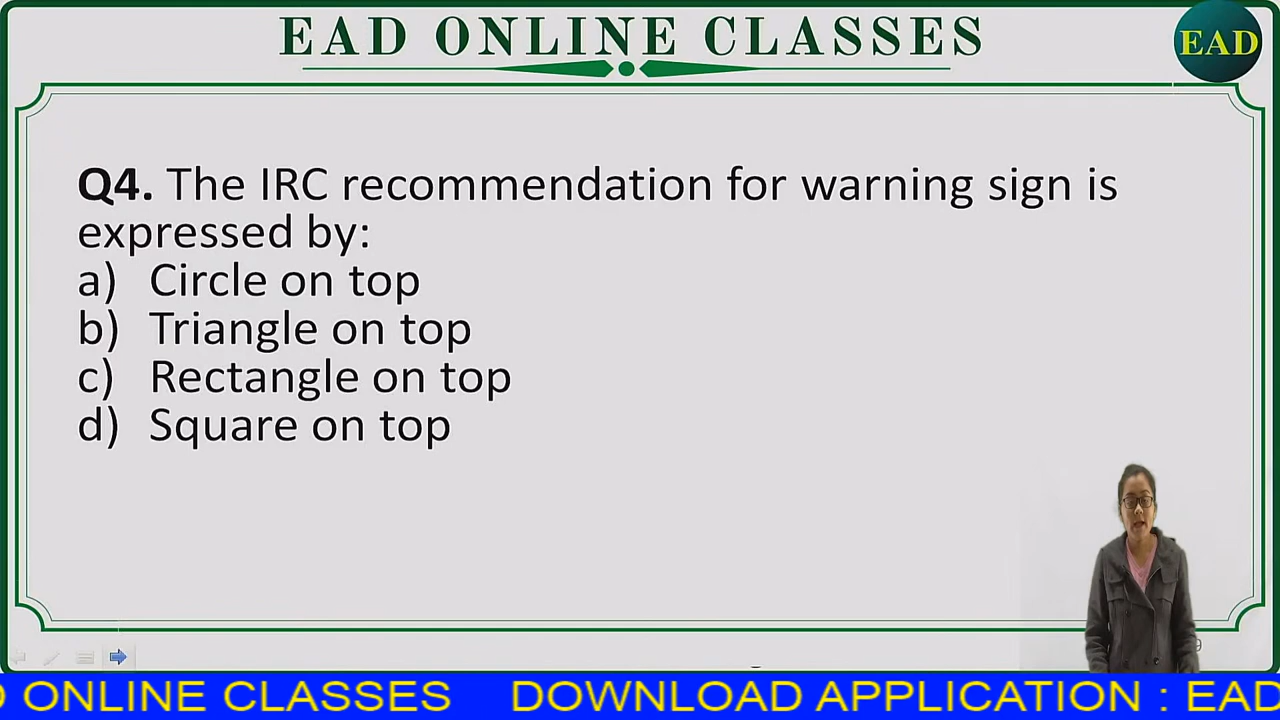 EAD ONLINE CLASSES
EAD
Q4. The IRC recommendation for warning sign is
expressed by:
a) Circle on top
b) Triangle on top
c) Rectangle on top
d) Square on top
ONLINE CLASSES DOWNLOAD APPLICATION : EAD